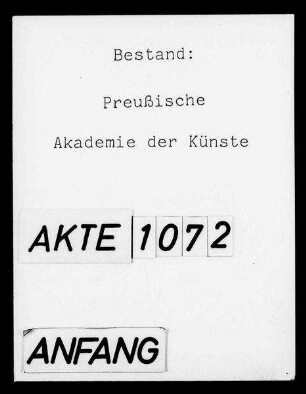 Bestand:
Preußische
Akademie der Künste
AKTE 1072
ANFANG